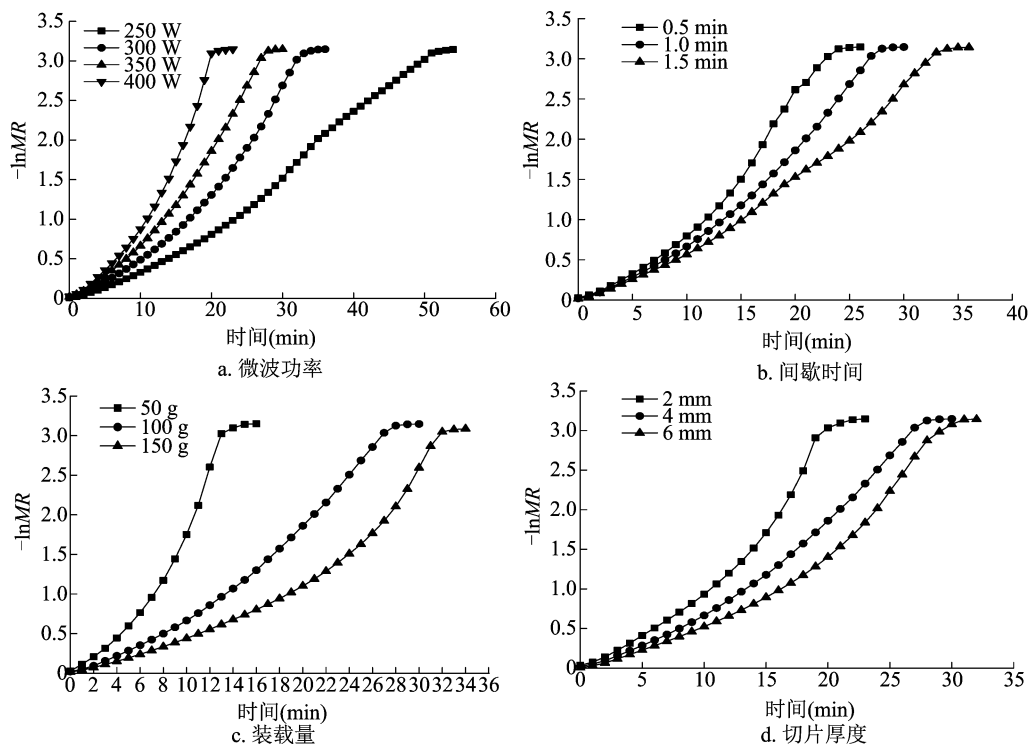 3.5
3.0
2.5
2.0
1.5
1.0
0.5
0
−lnMR
250 W
300 W
350 W
400 W
0 10 20 30 40 50 60
时间(min)
a. 微波功率
3.5
3.0
2.5
2.0
1.5
1.0
0.5
0.0
−lnMR
0.5 min
1.0 min
1.5 min
0 5 10 15 20 25 30 35 40
时间(min)
b. 间歇时间
3.5
3.0
2.5
2.0
1.5
1.0
0.5
0
−lnMR
50 g
100 g
150 g
0 2 4 6 8 10 12 14 16 18 20 22 24 26 28 30 32 34 36
时间(min)
c. 装载量
3.5
3.0
2.5
2.0
1.5
1.0
0.5
0.0
−lnMR
2 mm
4 mm
6 mm
0 5 10 15 20 25 30 35
时间(min)
d. 切片厚度